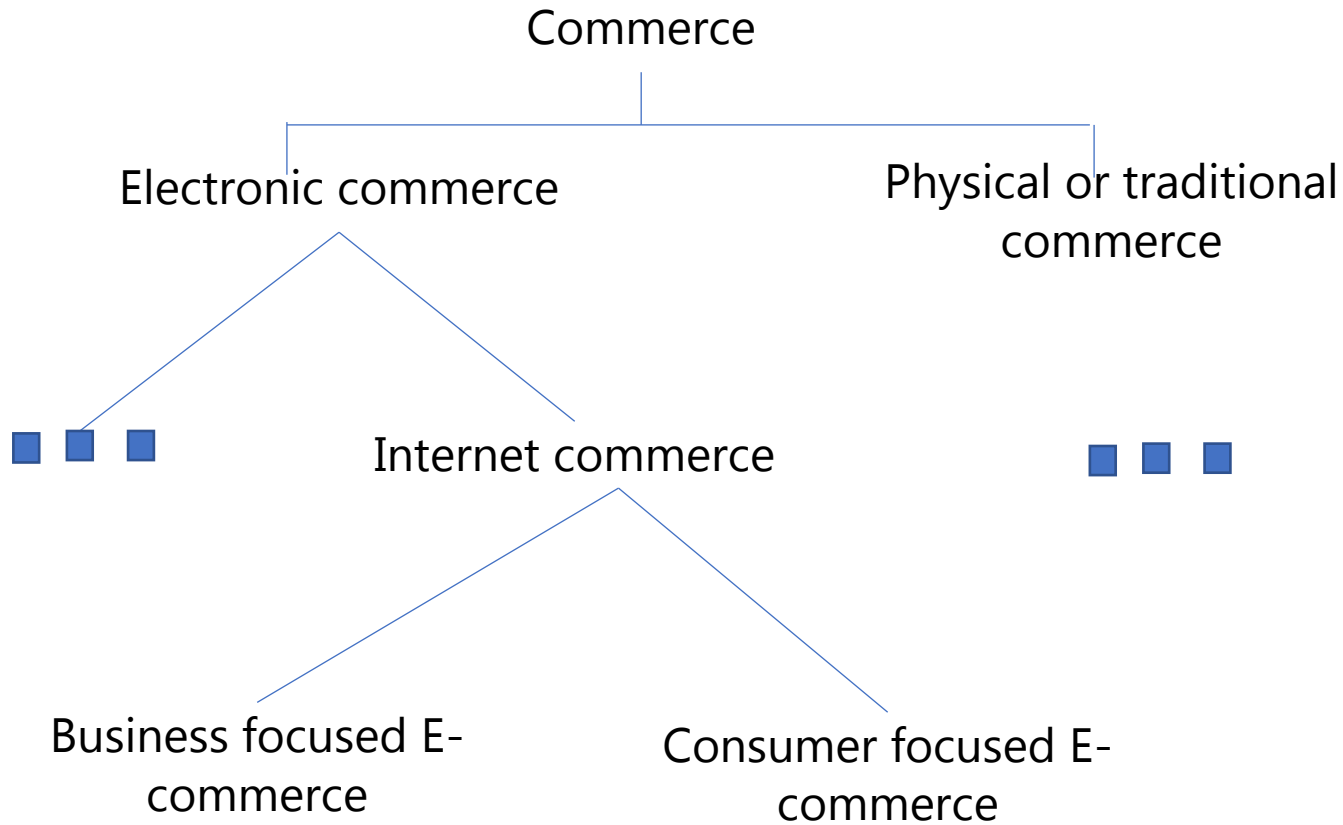 Commerce
Electronic commerce
Physical or traditional
commerce
Internet commerce
Business focused E-
commerce
Consumer focused E-
commerce